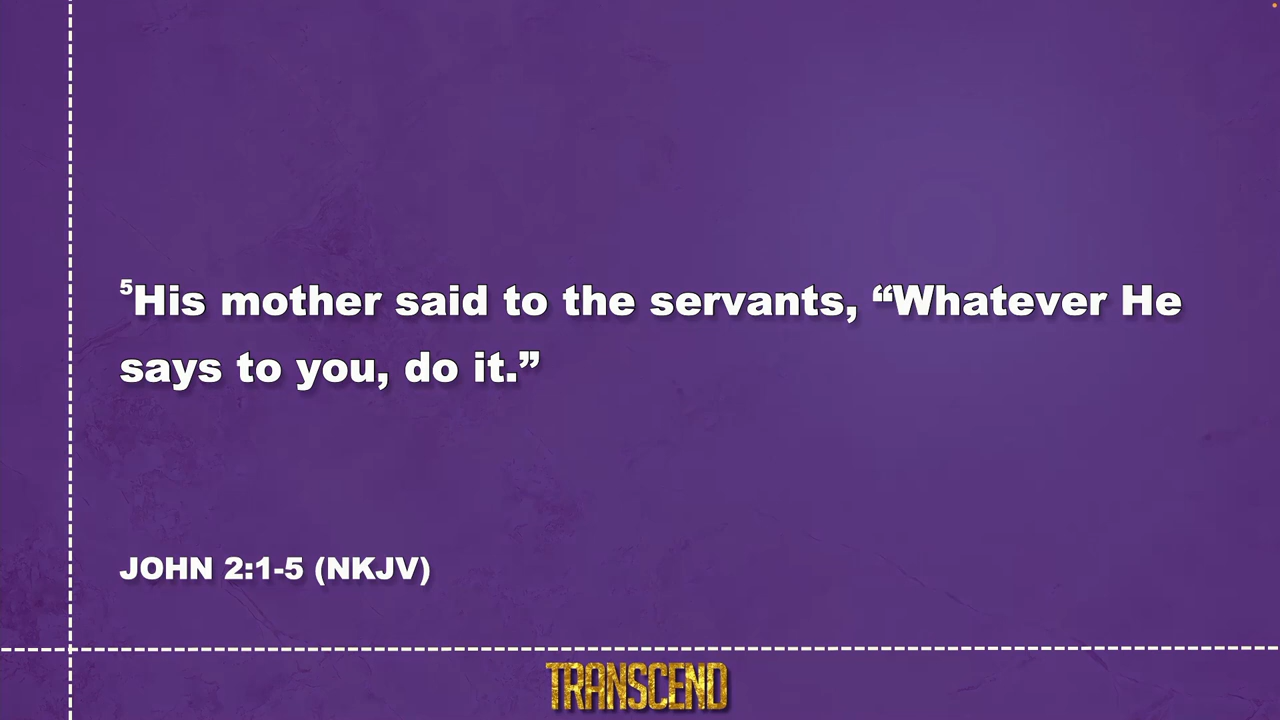 ⁵His mother said to the servants, “Whatever He
says to you, do it.”
JOHN 2:1-5 (NKJV)
TRANSCEND